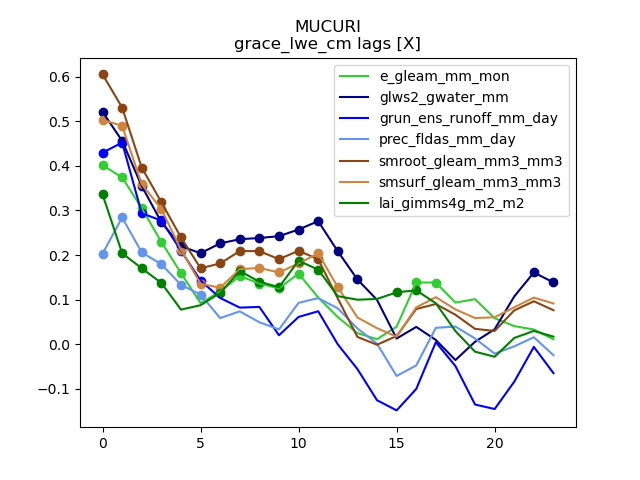 MUCURI
grace_lwe_cm lags [X]
e_gleam_mm_mon
glws2_gwater_mm
grun_ens_runoff_mm_day
prec_fldas_mm_day
smroot_gleam_mm3_mm3
smsurf_gleam_mm3_mm3
lai_gimms4g_m2_m2
0.6
0.5
0.4
0.3
0.2
0.1
0.0
−0.1
0 5 10 15 20